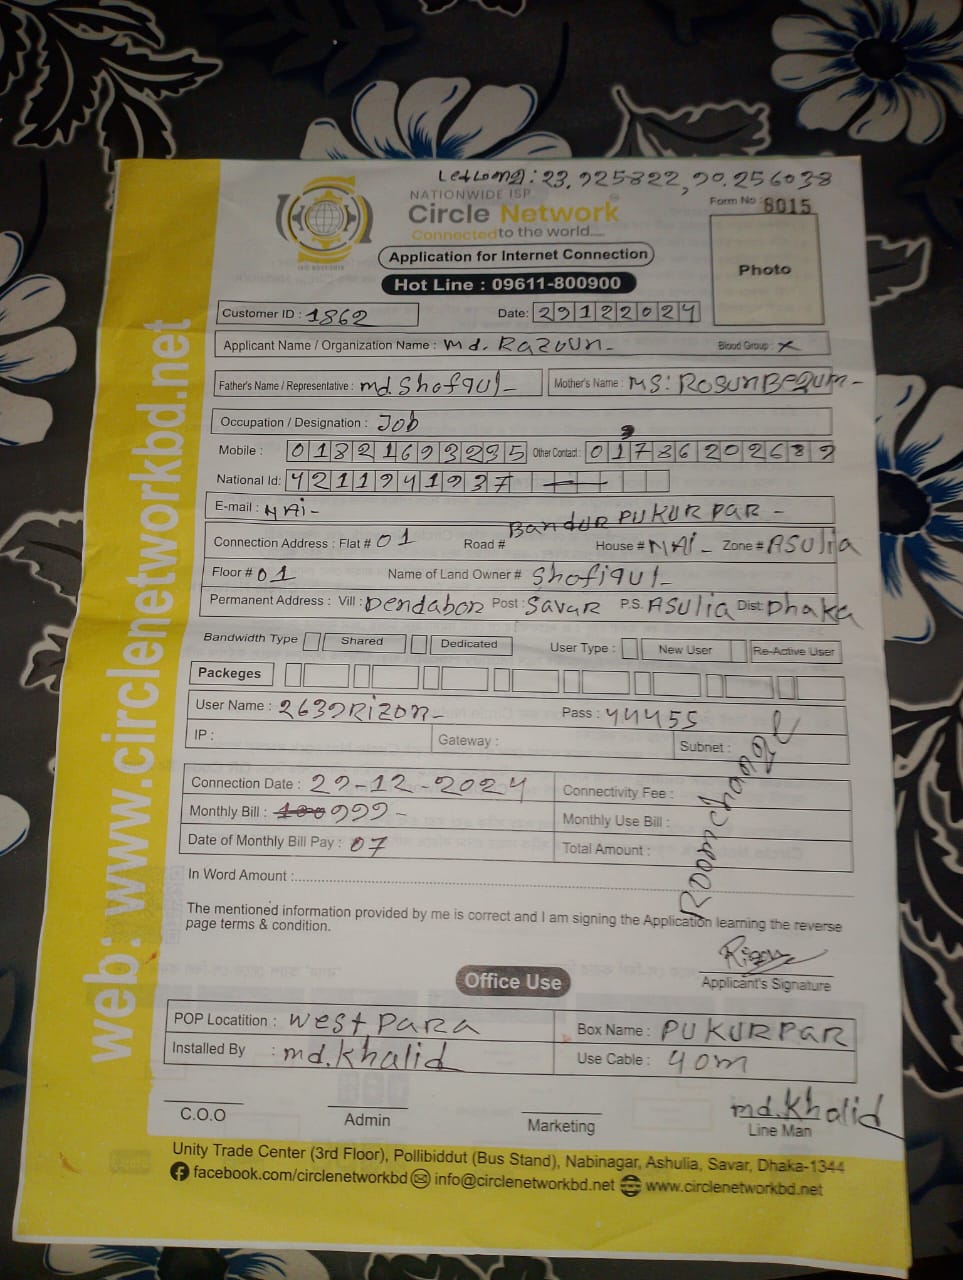 Letlong: 23.925822, 90.256038
NATIONWIDE ISP
Circle Network
Connected to the world.....
Form No : 8015
Application for Internet Connection
Photo
Hot Line : 09611-800900
Customer ID : 1862 Date: 29122024
Applicant Name / Organization Name : Md. Razoun- Blood Group : x
Father's Name / Representative : md. Shofiqul- Mother's Name : MS: ROSUN BEGUM-
Occupation / Designation : Job
Mobile : 01821693235 Other Contact : 01736202639
National Id: 4211941937
E-mail : NAi-
Connection Address : Flat # 01 Road # Bandur PUKUR PAR- House # NAi- Zone # ASulia
Floor # 01 Name of Land Owner # Shofiqul-
Permanent Address : Vill : Dendabor Post : Savar P.S. ASulia Dist: Dhaka
Bandwidth Type Shared Dedicated User Type : New User Re-Active User
Packeges
User Name : 2639Rizon- Pass : 44455
IP : Gateway : Subnet :
Room change
Connection Date : 29-12-2024 Connectivity Fee :
Monthly Bill : 999- Monthly Use Bill :
Date of Monthly Bill Pay : 07 Total Amount :
In Word Amount :
The mentioned information provided by me is correct and I am signing the Application learning the reverse
page terms & condition.
Applicant's Signature
Office Use
POP Locatition : West para Box Name : PUKURPAR
Installed By : md.khalid Use Cable : 40m
md.khalid
C.O.O Admin Marketing Line Man
Unity Trade Center (3rd Floor), Pollibiddut (Bus Stand), Nabinagar, Ashulia, Savar, Dhaka-1344
facebook.com/circlenetworkbd info@circlenetworkbd.net www.circlenetworkbd.net
web: www.circlenetworkbd.net